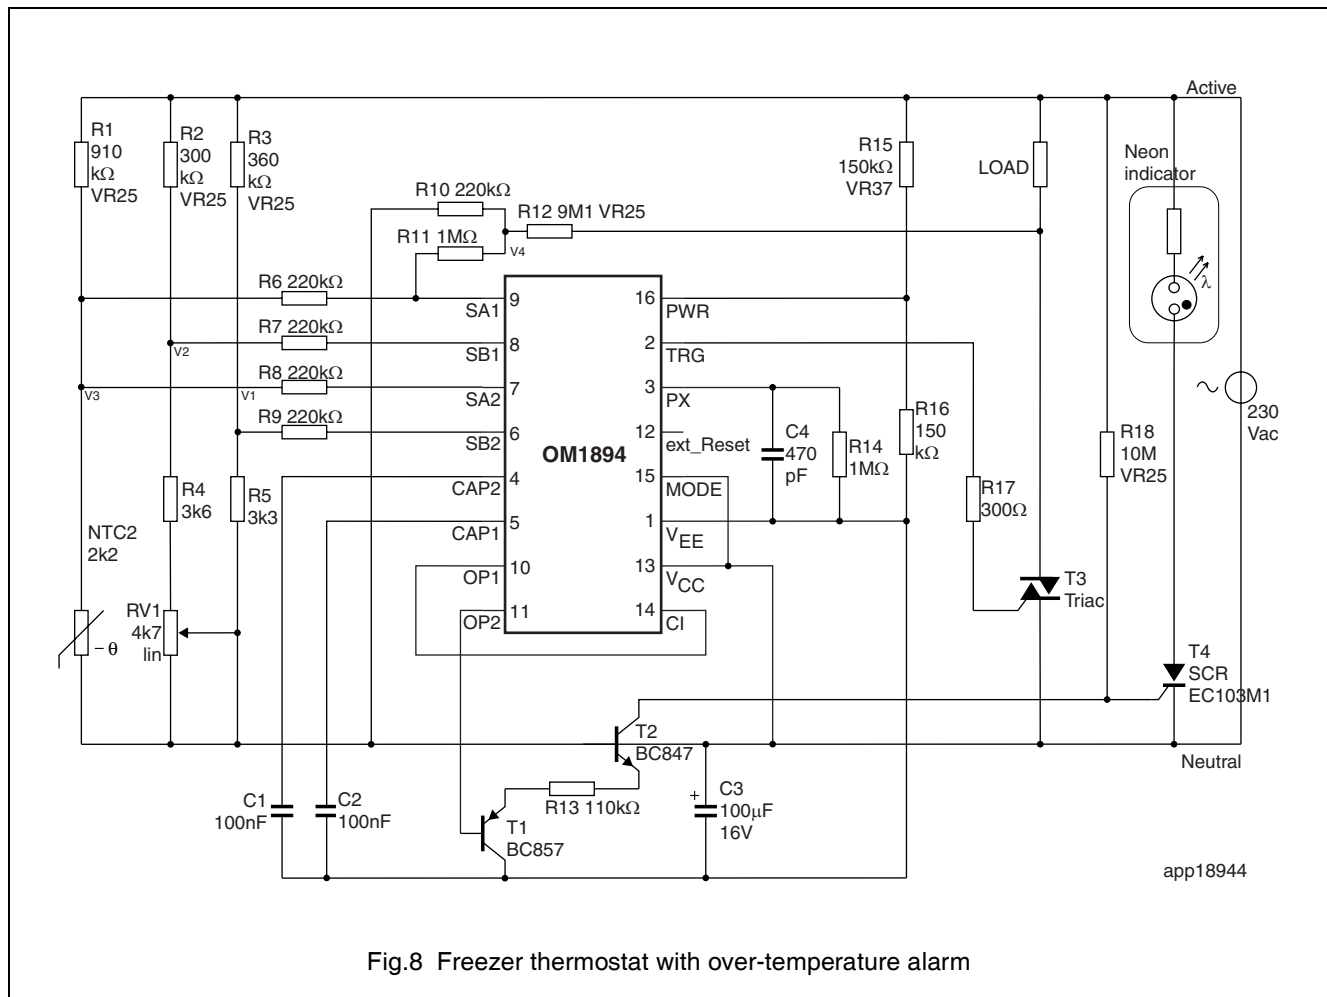 Active
R1
910
kΩ
VR25
R2
300
kΩ
VR25
R3
360
kΩ
VR25
R10 220kΩ
R12 9M1 VR25
R11 1MΩ
V4
R15
150kΩ
VR37
LOAD
Neon
indicator
λ
R6 220kΩ
9
SA1
16
PWR
R7 220kΩ
V2
8
SB1
2
TRG
R8 220kΩ
V3
V1
7
SA2
3
PX
R9 220kΩ
6
SB2
12
ext_Reset
OM1894
C4
470
pF
R14
1MΩ
R16
150
kΩ
R18
10M
VR25
230
Vac
4
CAP2
15
MODE
R4
3k6
R5
3k3
R17
300Ω
NTC2
2k2
5
CAP1
1
VEE
10
OP1
13
VCC
T3
Triac
RV1
4k7
lin
– θ
11
OP2
14
CI
T4
SCR
EC103M1
T2
BC847
Neutral
C1
100nF
C2
100nF
R13 110kΩ
T1
BC857
+
C3
100µF
16V
app18944
Fig.8 Freezer thermostat with over-temperature alarm